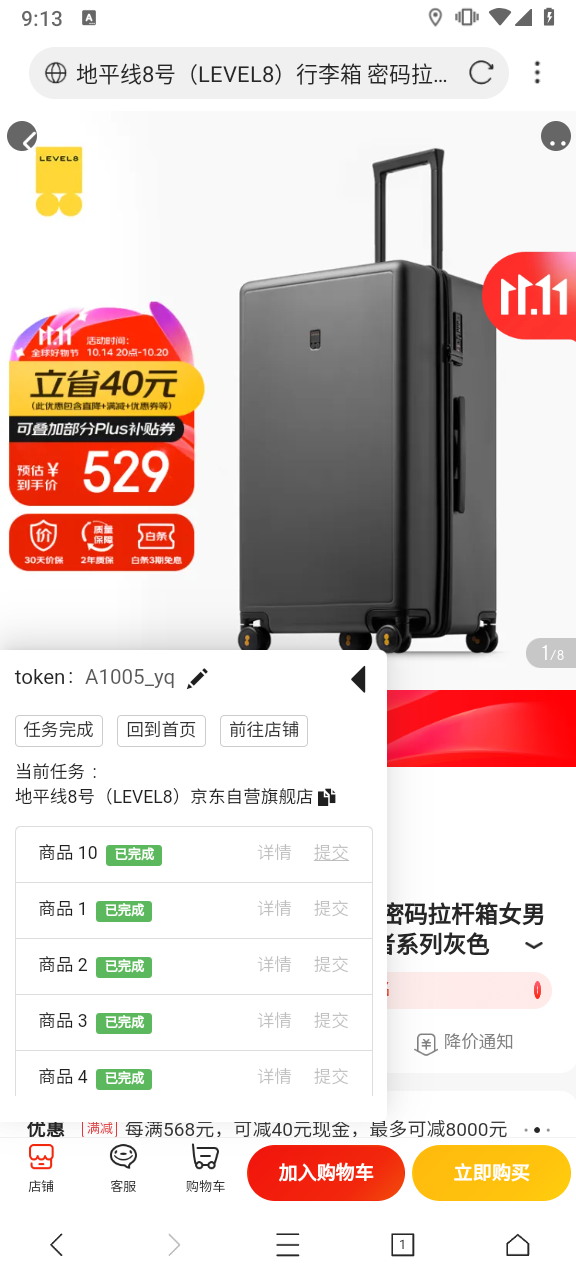 9:13
A
地平线8号（LEVEL8）行李箱 密码拉...
LEVEL8
11.11
11.11
全球好物节
活动时间：
10.14 20点-10.20
立省40元
（此优惠包含直降+满减+优惠券等）
可叠加部分Plus补贴券
预估￥
到手价
529
质量
保障
白条
30天价保
2年质保
白条3期免息
1/8
token： A1005_yq
任务完成
回到首页
前往店铺
当前任务 ：
地平线8号（LEVEL8）京东自营旗舰店
商品 10 已完成 详情 提交
商品 1 已完成 详情 提交
商品 2 已完成 详情 提交
商品 3 已完成 详情 提交
商品 4 已完成 详情 提交
密码拉杆箱女男
系列灰色
降价通知
优惠 满减 每满568元，可减40元现金，最多可减8000元
店铺
客服
购物车
加入购物车
立即购买
1